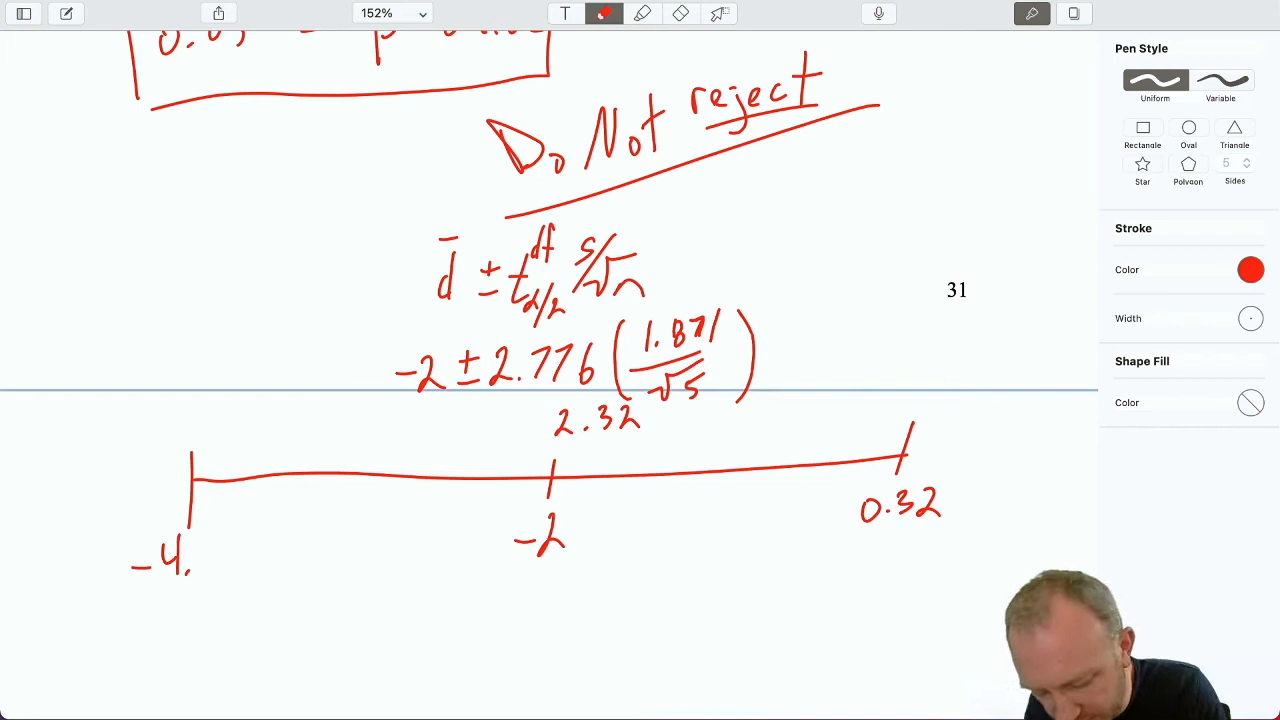 152%
Pen Style
Uniform Variable
Rectangle Oval Triangle
Star Polygon 5 Sides
Stroke
Color
Width
Shape Fill
Color
Do Not reject
d̄ ± t df α/2 s/√n
31
-2 ± 2.776 (1.871/√5)
2.32
-4. -2 0.32